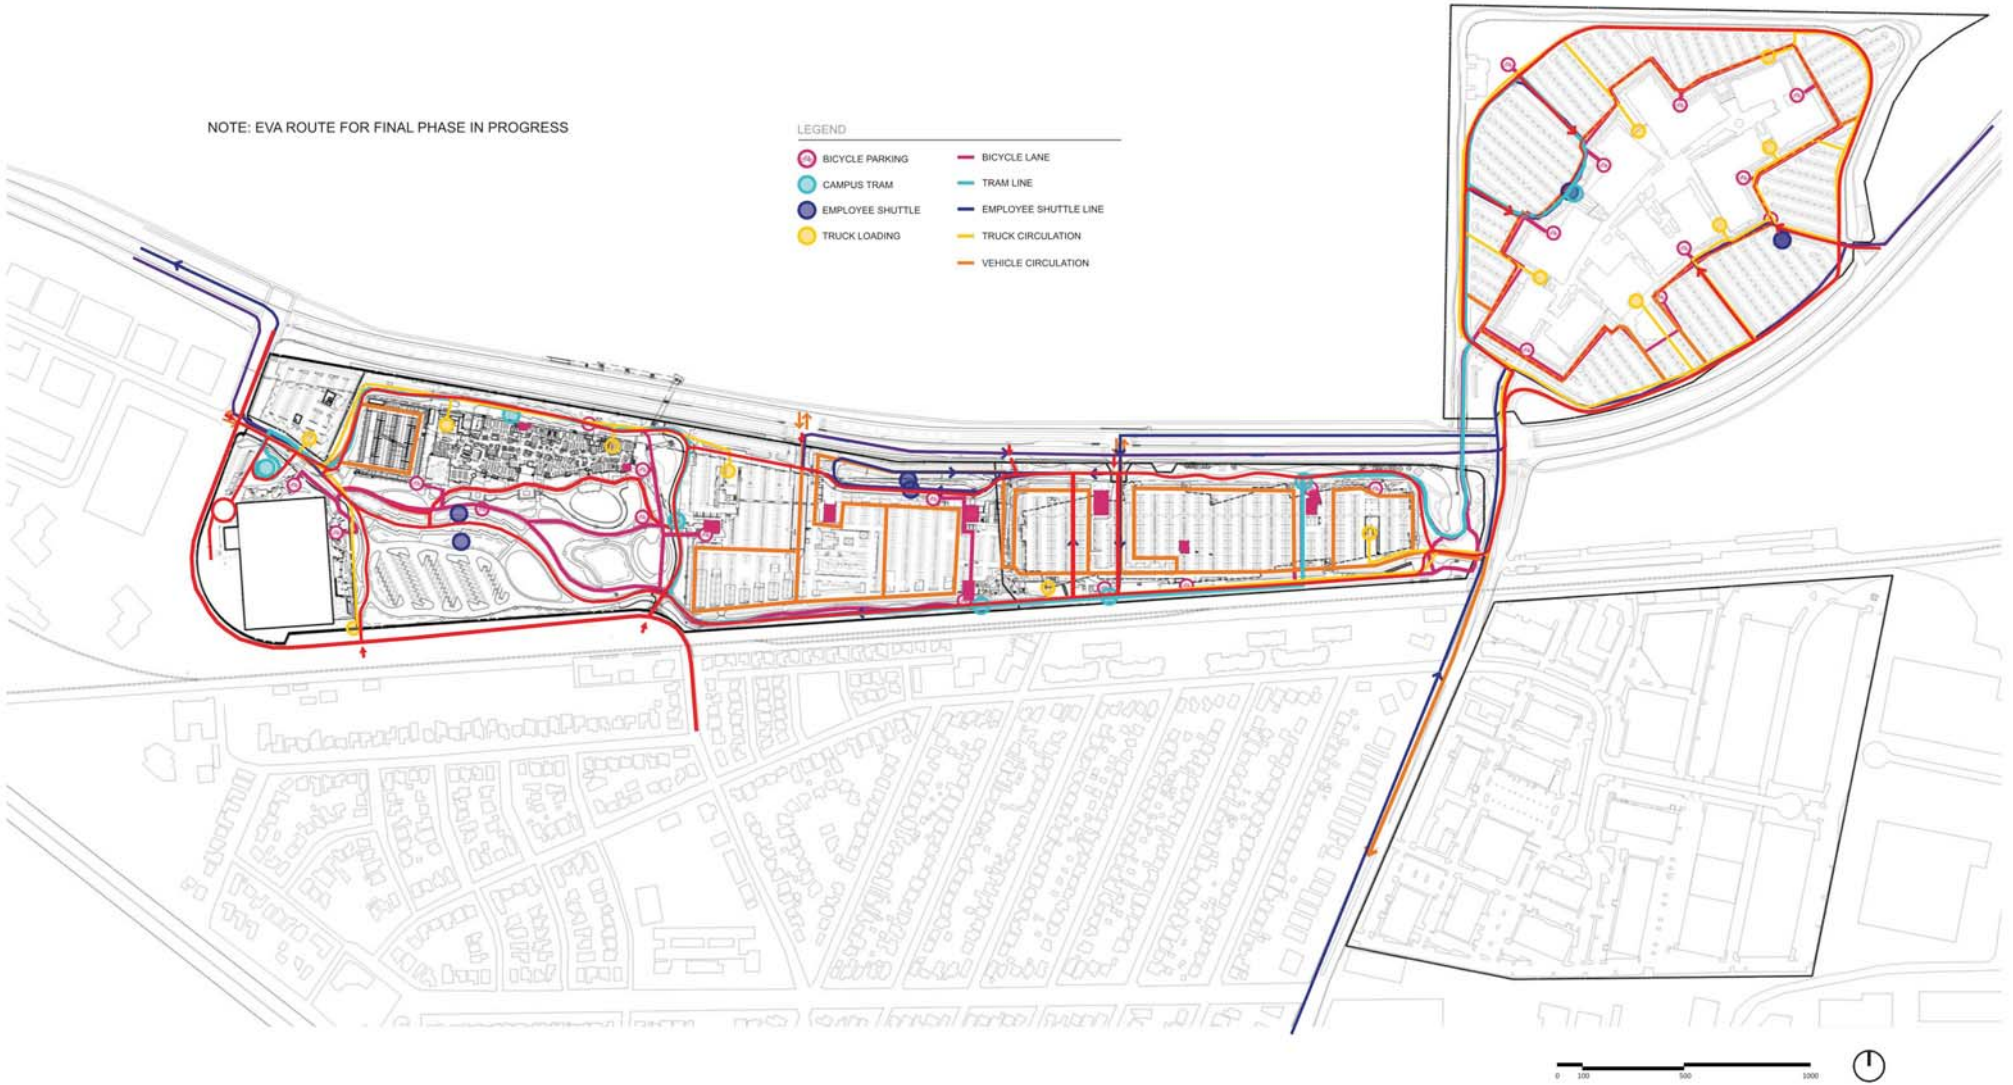 NOTE: EVA ROUTE FOR FINAL PHASE IN PROGRESS
LEGEND
BICYCLE PARKING
CAMPUS TRAM
EMPLOYEE SHUTTLE
TRUCK LOADING
BICYCLE LANE
TRAM LINE
EMPLOYEE SHUTTLE LINE
TRUCK CIRCULATION
VEHICLE CIRCULATION
0 100 500 1000